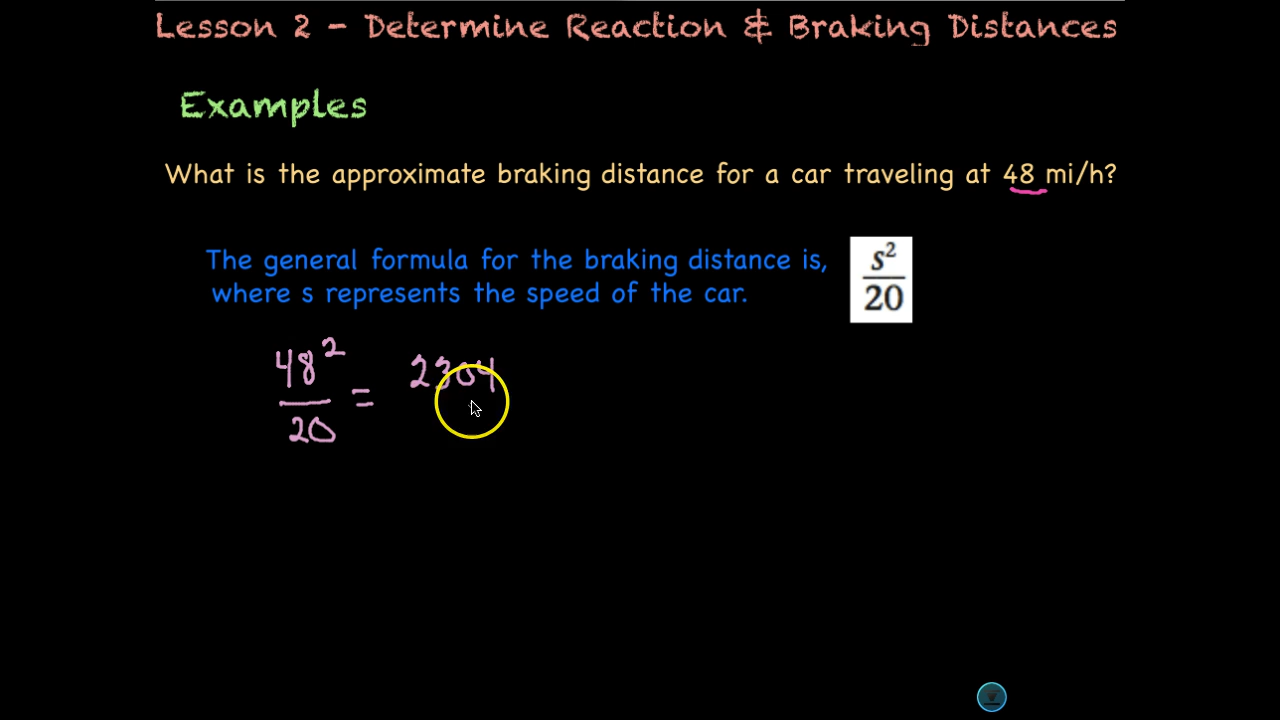 Lesson 2 - Determine Reaction & Braking Distances
Examples
What is the approximate braking distance for a car traveling at 48 mi/h?
The general formula for the braking distance is,
where s represents the speed of the car.
s²
20
48² = 2304
20